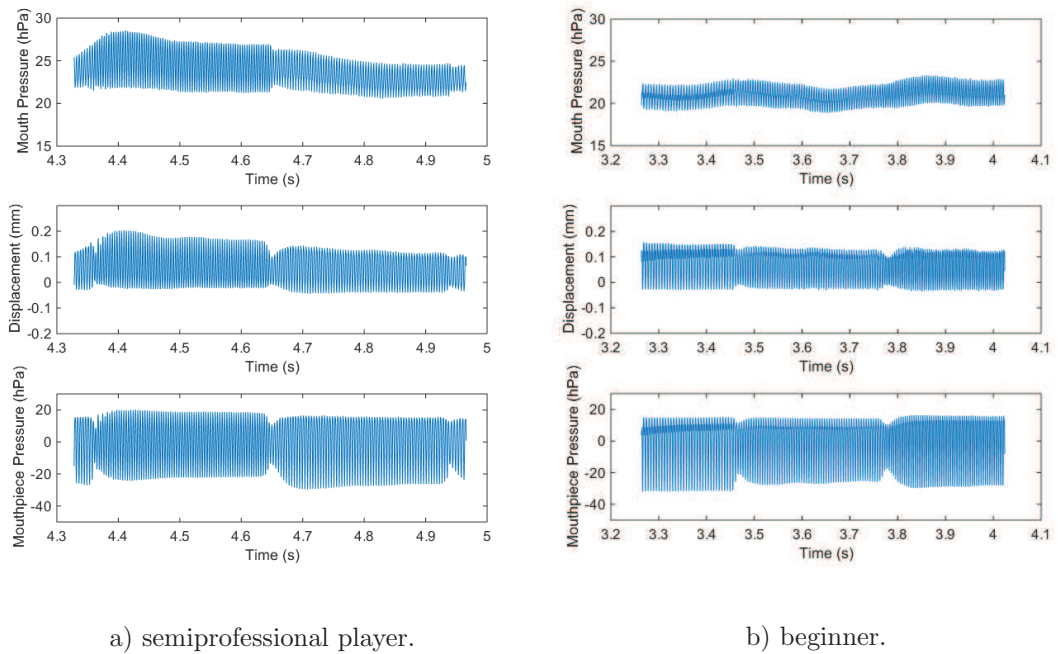 30
25
20
15
Mouth Pressure (hPa)
4.3 4.4 4.5 4.6 4.7 4.8 4.9 5
Time (s)
0.2
0.1
0
-0.1
-0.2
Displacement (mm)
4.3 4.4 4.5 4.6 4.7 4.8 4.9 5
Time (s)
20
0
-20
-40
Mouthpiece Pressure (hPa)
4.3 4.4 4.5 4.6 4.7 4.8 4.9 5
Time (s)
a) semiprofessional player.
30
25
20
15
Mouth Pressure (hPa)
3.2 3.3 3.4 3.5 3.6 3.7 3.8 3.9 4 4.1
Time (s)
0.2
0.1
0
-0.1
-0.2
Displacement (mm)
3.2 3.3 3.4 3.5 3.6 3.7 3.8 3.9 4 4.1
Time (s)
20
0
-20
-40
Mouthpiece Pressure (hPa)
3.2 3.3 3.4 3.5 3.6 3.7 3.8 3.9 4 4.1
Time (s)
b) beginner.